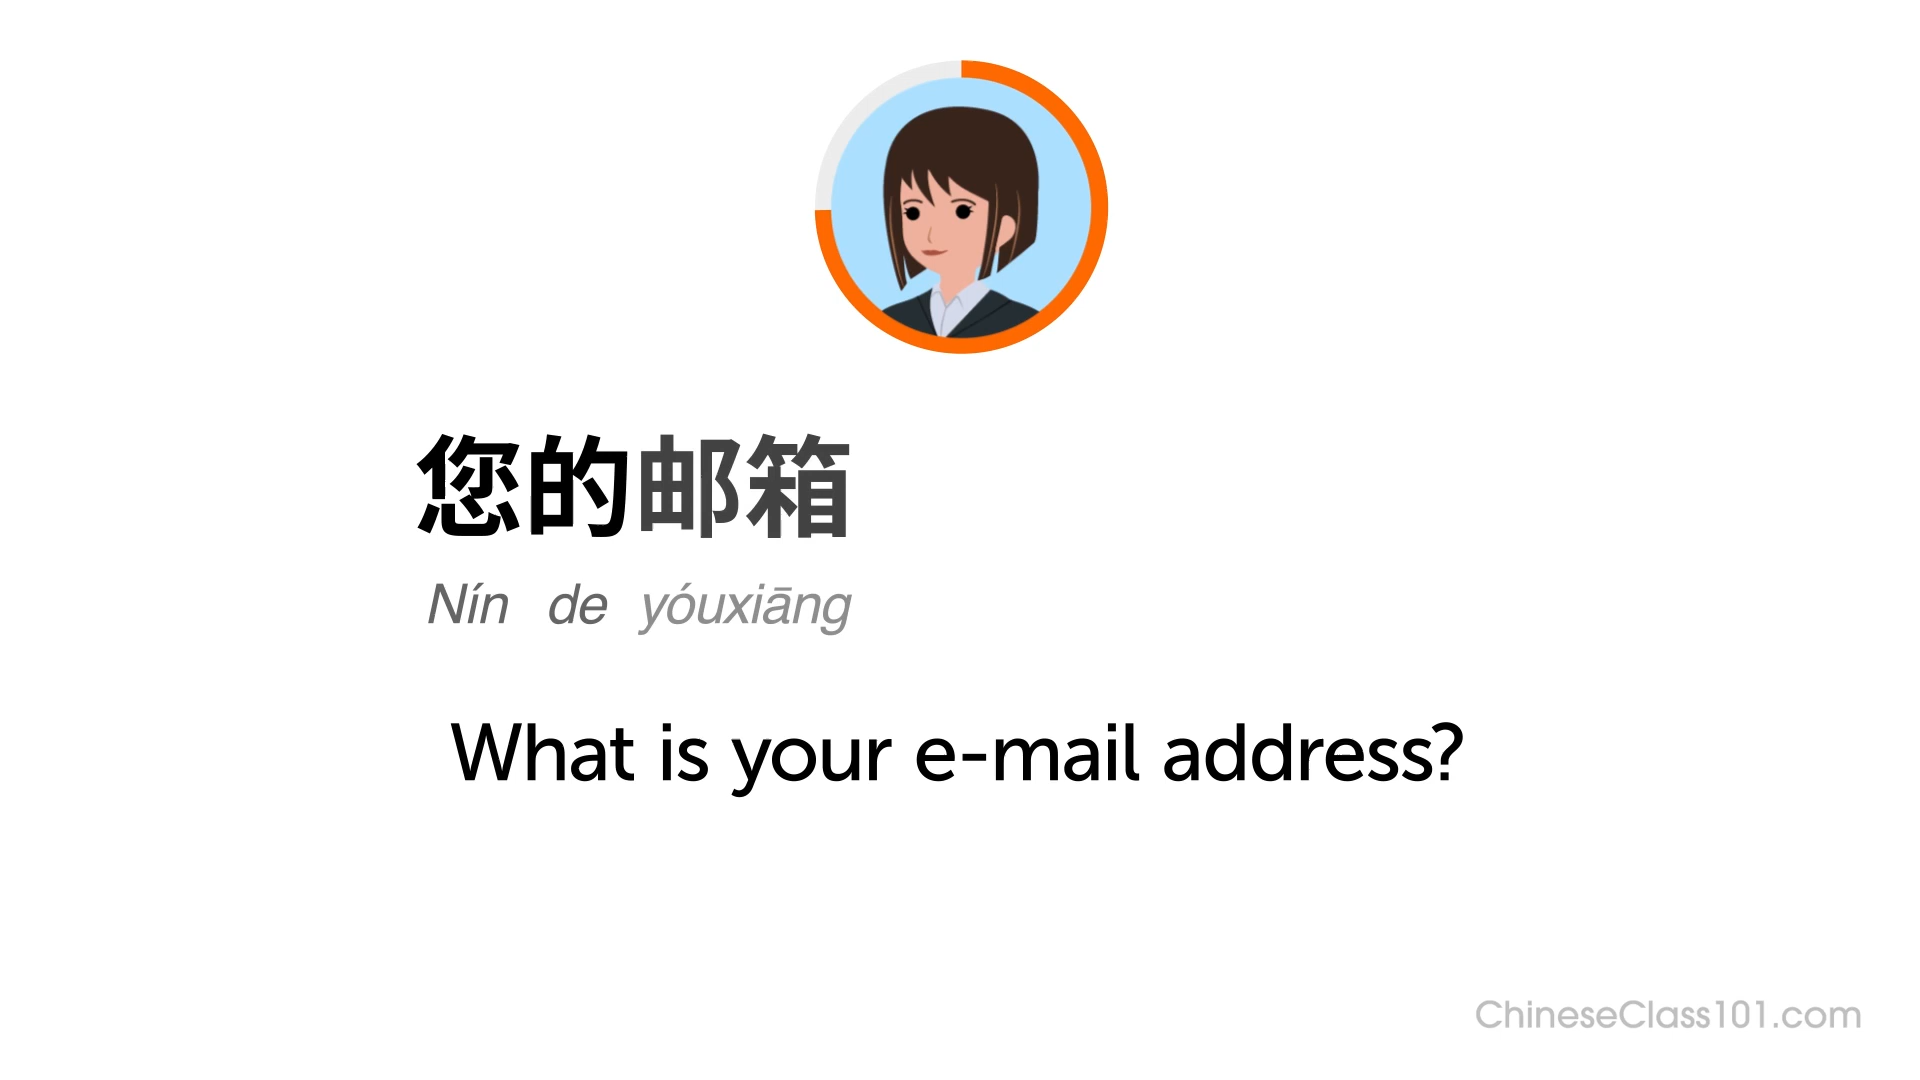 您的邮箱
Nín de yóuxiāng
What is your e-mail address?
ChineseClass101.com